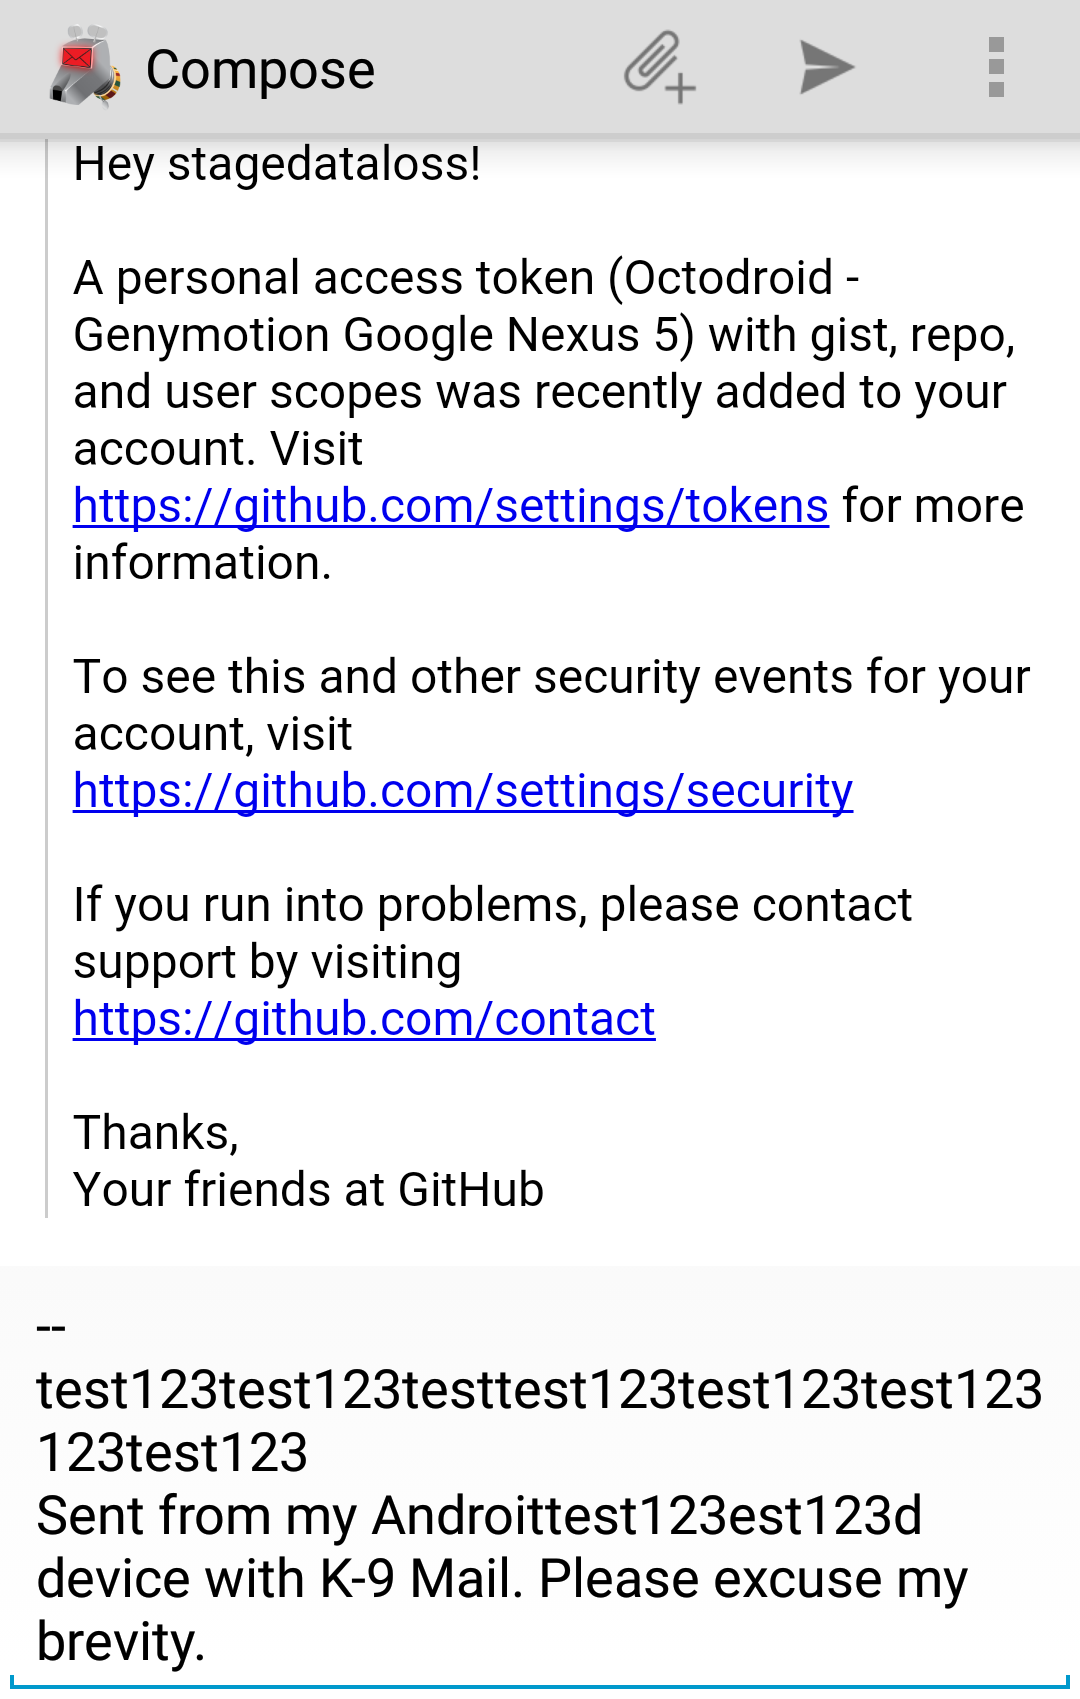 Compose
Hey stagedataloss!
A personal access token (Octodroid -
Genymotion Google Nexus 5) with gist, repo,
and user scopes was recently added to your
account. Visit
https://github.com/settings/tokens for more
information.
To see this and other security events for your
account, visit
https://github.com/settings/security
If you run into problems, please contact
support by visiting
https://github.com/contact
Thanks,
Your friends at GitHub
--
test123test123testtest123test123test123
123test123
Sent from my Androittest123est123d
device with K-9 Mail. Please excuse my
brevity.